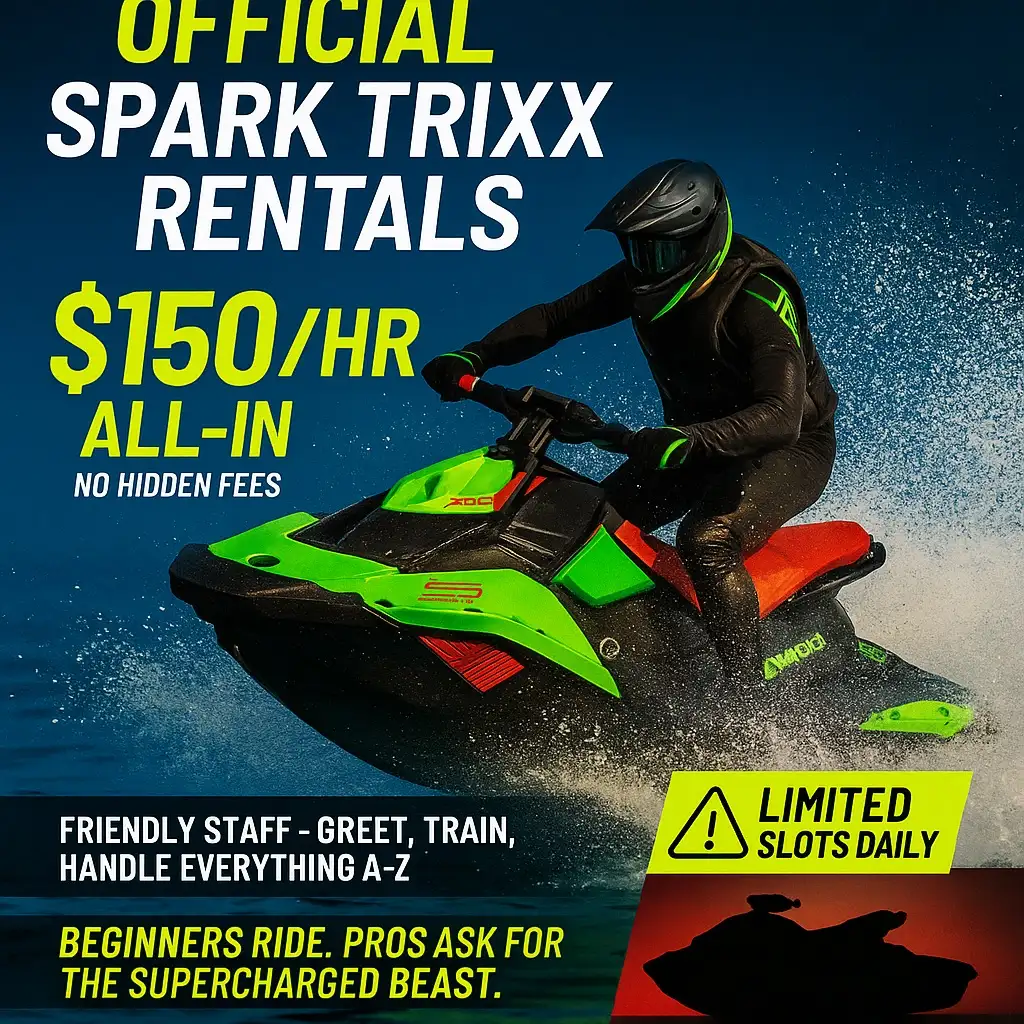 OFFICIAL
SPARK TRIXX
RENTALS
$150/HR
ALL-IN
NO HIDDEN FEES
FRIENDLY STAFF - GREET, TRAIN,
HANDLE EVERYTHING A-Z
LIMITED
SLOTS DAILY
BEGINNERS RIDE. PROS ASK FOR
THE SUPERCHARGED BEAST.